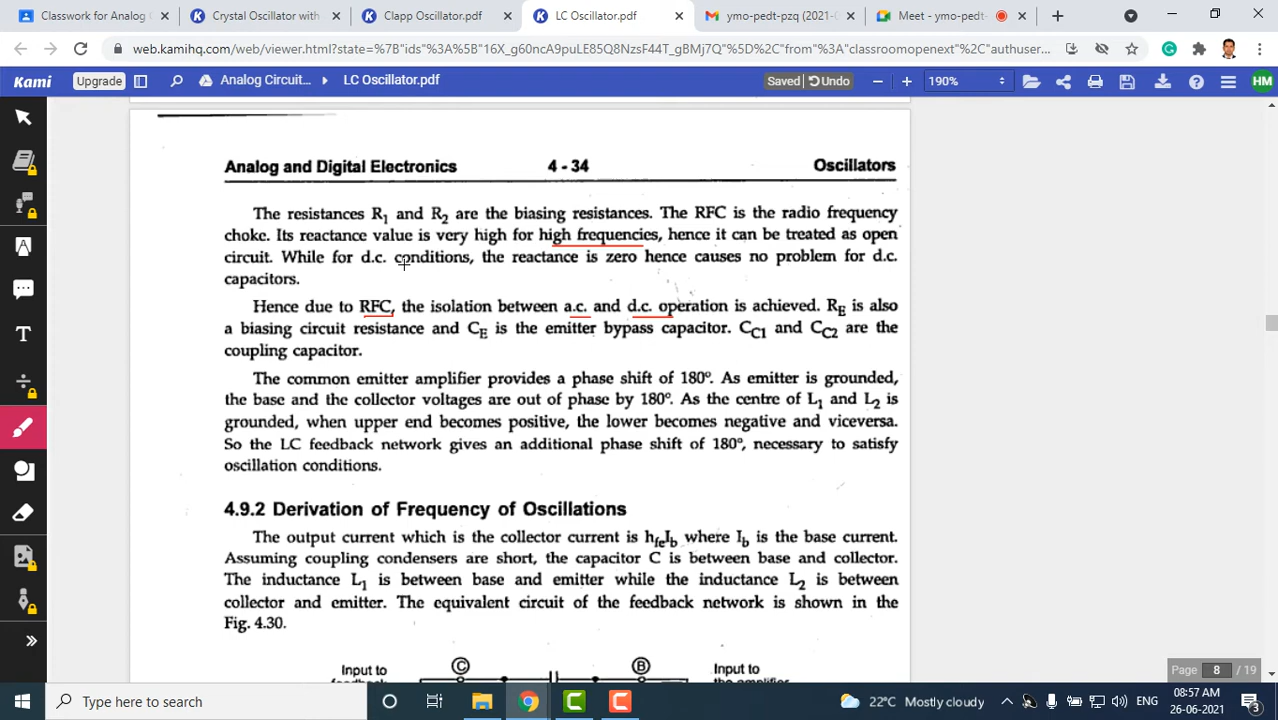 Classwork for Analog C
Crystal Oscillator with
Clapp Oscillator.pdf
LC Oscillator.pdf
ymo-pedt-pzq (2021-0
Meet - ymo-pedt-
web.kamihq.com/web/viewer.html?state=%7B"ids"%3A%5B"16X_g60ncA9puLE85Q8NzsF44T_gBMj7Q"%5D%2C"from"%3A"classroomopennext"%2C"authuser...
Kami
Upgrade
Analog Circuit...
LC Oscillator.pdf
Saved
Undo
190%
HM
Analog and Digital Electronics 4 - 34 Oscillators
The resistances R1 and R2 are the biasing resistances. The RFC is the radio frequency
choke. Its reactance value is very high for high frequencies, hence it can be treated as open
circuit. While for d.c. conditions, the reactance is zero hence causes no problem for d.c.
capacitors.
Hence due to RFC, the isolation between a.c. and d.c. operation is achieved. RE is also
a biasing circuit resistance and CE is the emitter bypass capacitor. CC1 and CC2 are the
coupling capacitor.
The common emitter amplifier provides a phase shift of 180°. As emitter is grounded,
the base and the collector voltages are out of phase by 180°. As the centre of L1 and L2 is
grounded, when upper end becomes positive, the lower becomes negative and viceversa.
So the LC feedback network gives an additional phase shift of 180°, necessary to satisfy
oscillation conditions.
4.9.2 Derivation of Frequency of Oscillations
The output current which is the collector current is hfeIb where Ib is the base current.
Assuming coupling condensers are short, the capacitor C is between base and collector.
The inductance L1 is between base and emitter while the inductance L2 is between
collector and emitter. The equivalent circuit of the feedback network is shown in the
Fig. 4.30.
Input to
C
B
Input to
Page 8 / 19
Type here to search
22°C Mostly cloudy
ENG
08:57 AM
26-06-2021
3